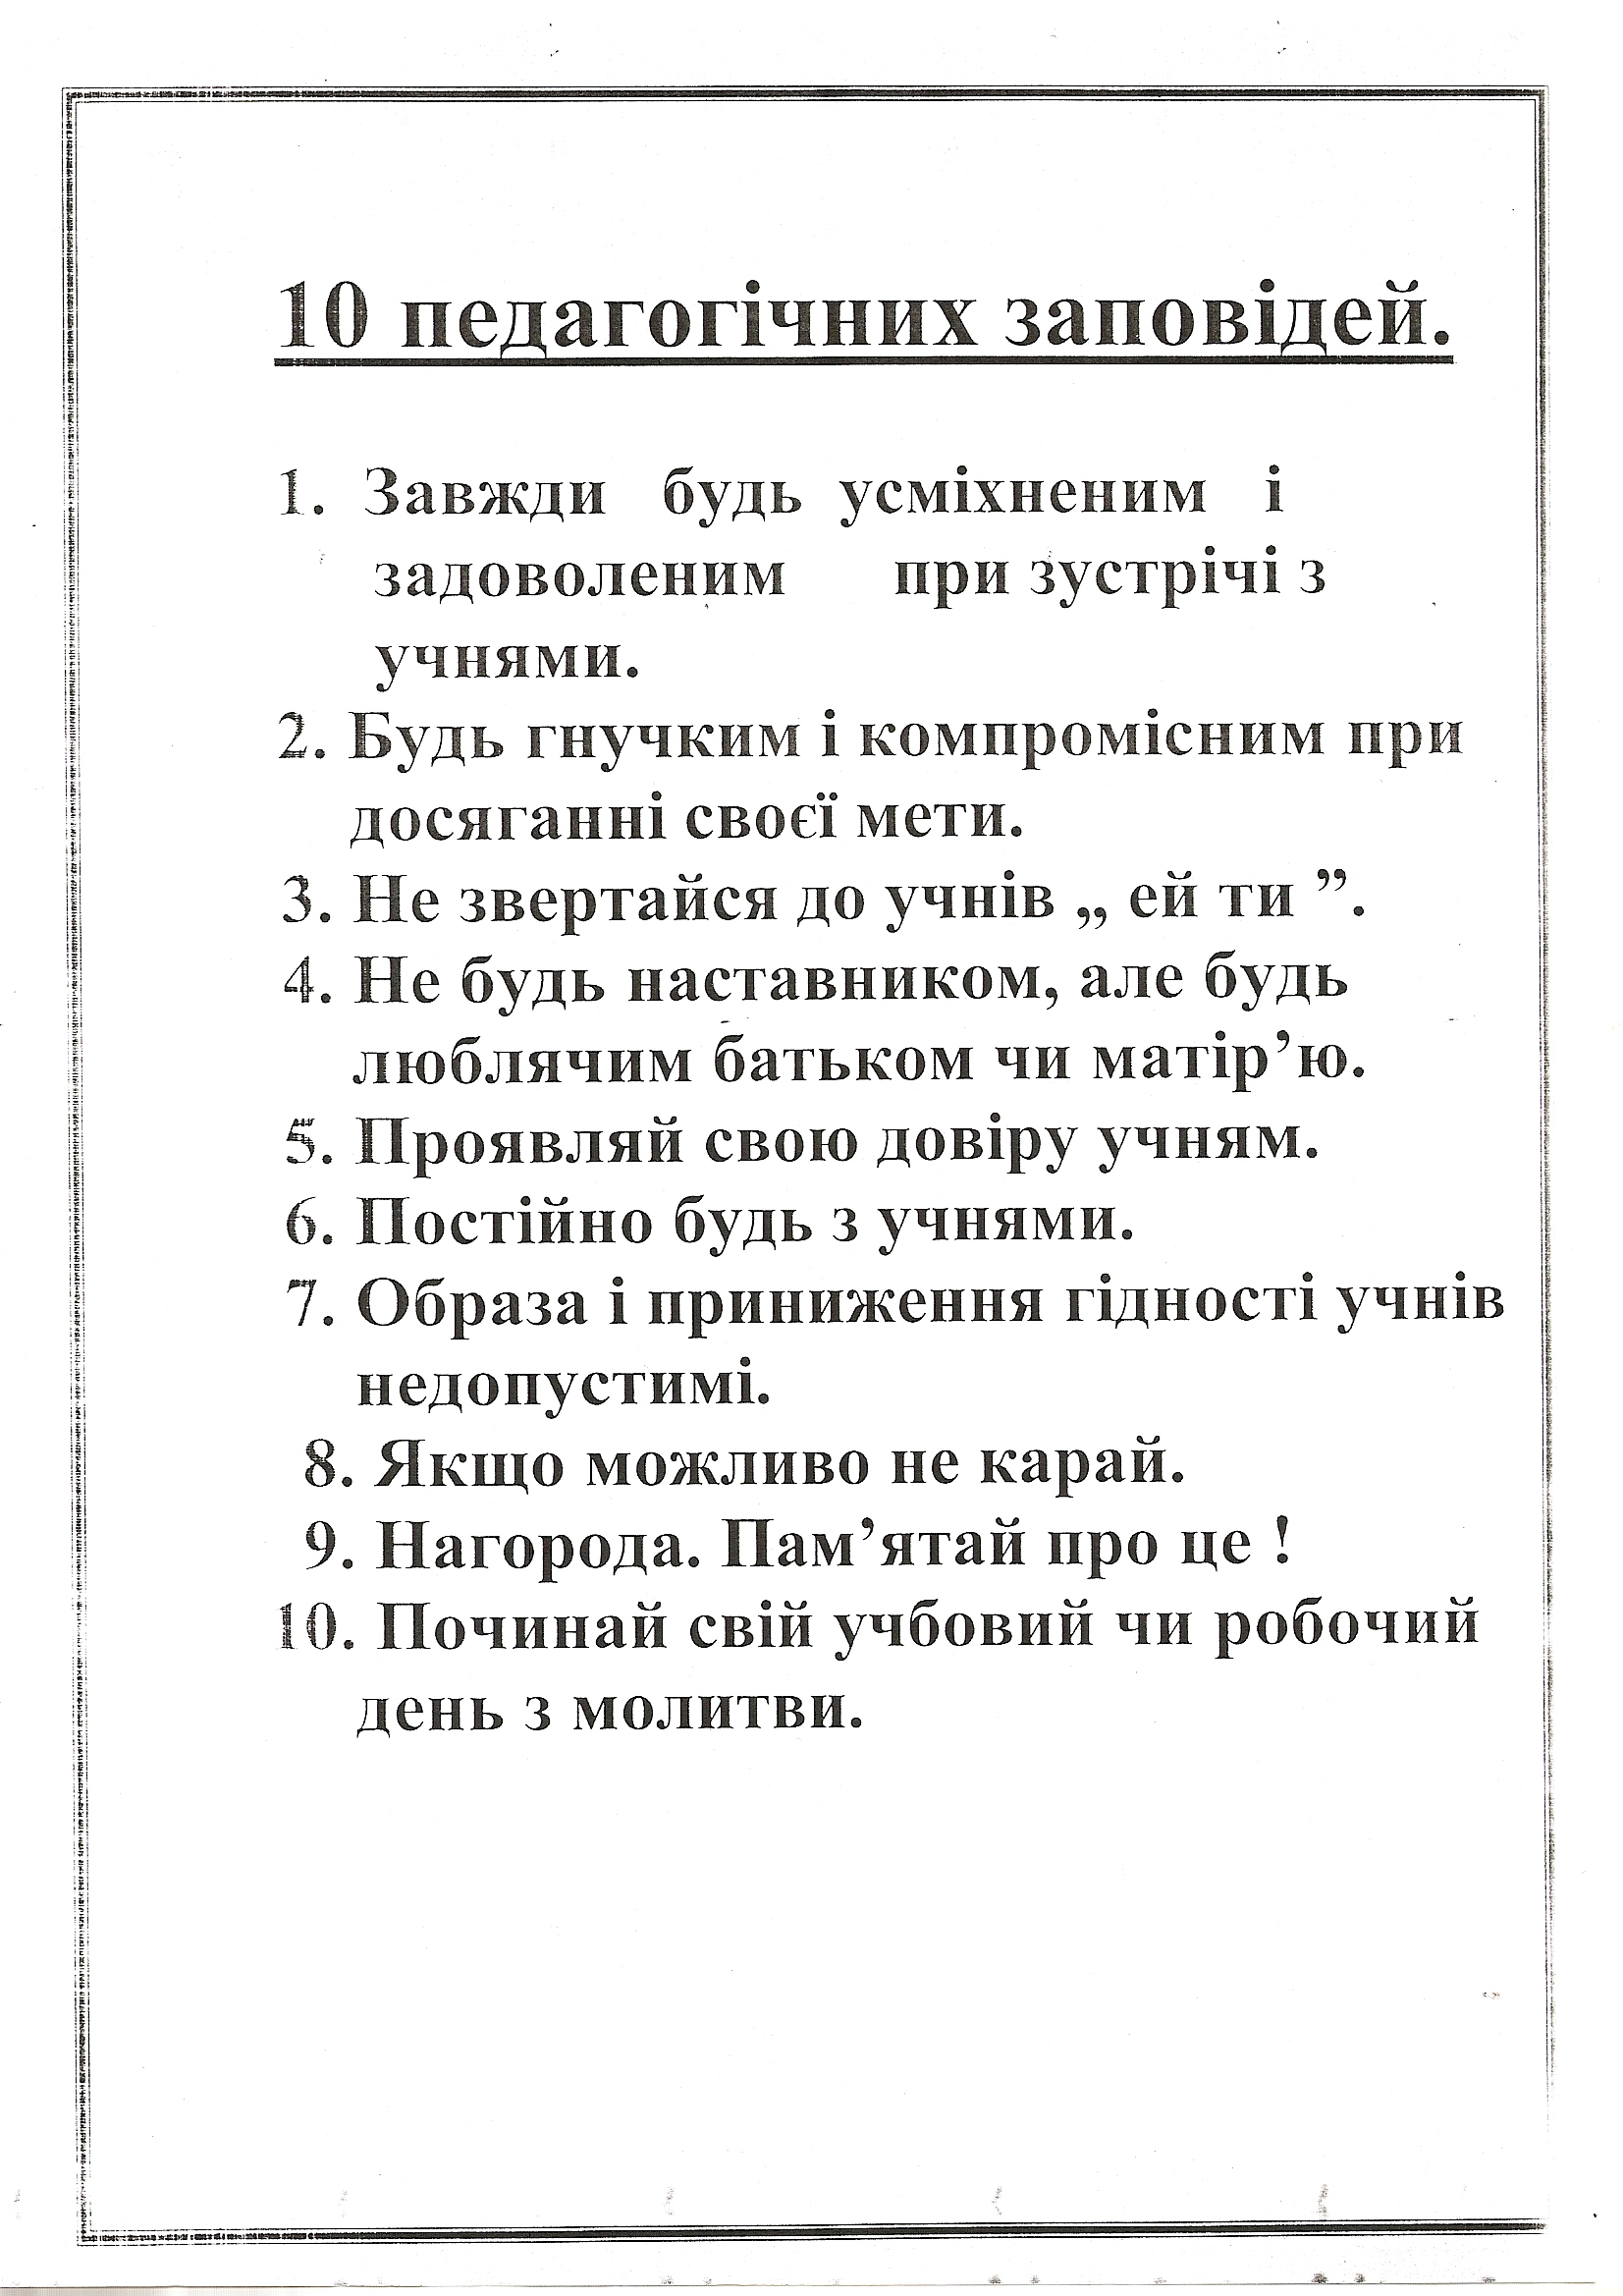 10 педагогічних заповідей.
1. Завжди будь усміхненим і
задоволеним при зустрічі з
учнями.
2. Будь гнучким і компромісним при
досяганні своєї мети.
3. Не звертайся до учнів „ ей ти ”.
4. Не будь наставником, але будь
люблячим батьком чи матір’ю.
5. Проявляй свою довіру учням.
6. Постійно будь з учнями.
7. Образа і приниження гідності учнів
недопустимі.
8. Якщо можливо не карай.
9. Нагорода. Пам’ятай про це !
10. Починай свій учбовий чи робочий
день з молитви.